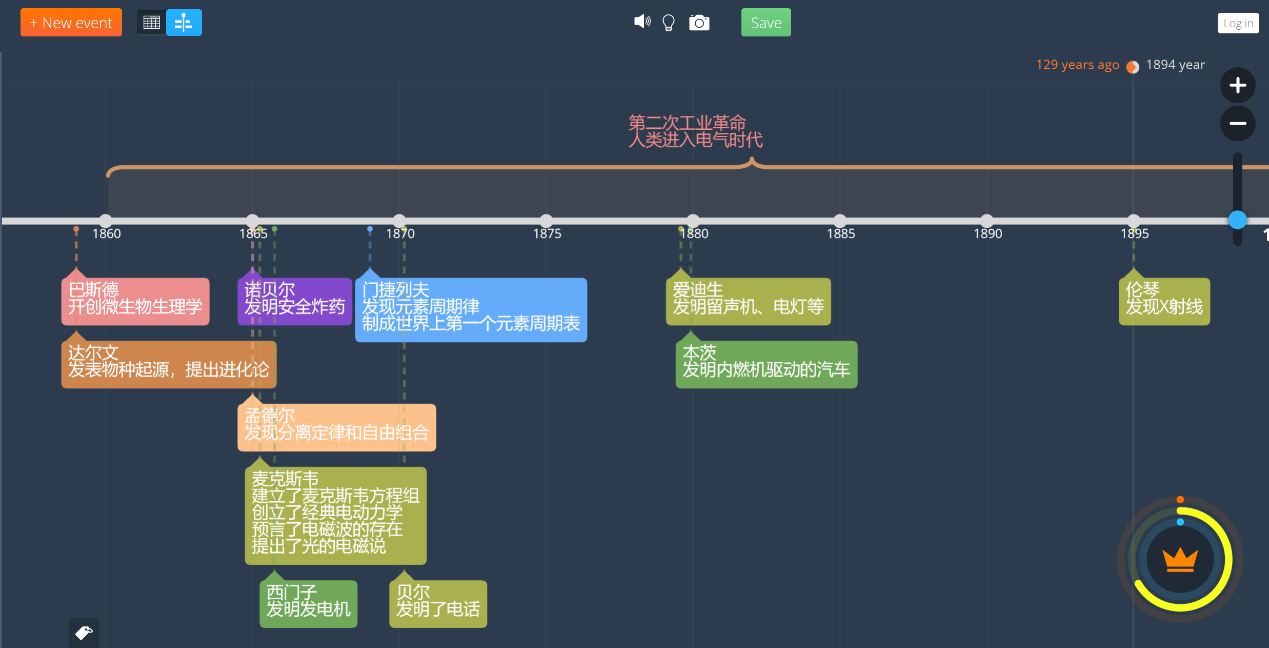 + New event
Save
Log in
129 years ago
1894 year
第二次工业革命
人类进入电气时代
1860
1865
1870
1875
1880
1885
1890
1895
巴斯德
开创微生物生理学
诺贝尔
发明安全炸药
门捷列夫
发现元素周期律
制成世界上第一个元素周期表
爱迪生
发明留声机、电灯等
伦琴
发现X射线
达尔文
发表物种起源，提出进化论
本茨
发明内燃机驱动的汽车
孟德尔
发现分离定律和自由组合
麦克斯韦
建立了麦克斯韦方程组
创立了经典电动力学
预言了电磁波的存在
提出了光的电磁说
西门子
发明发电机
贝尔
发明了电话